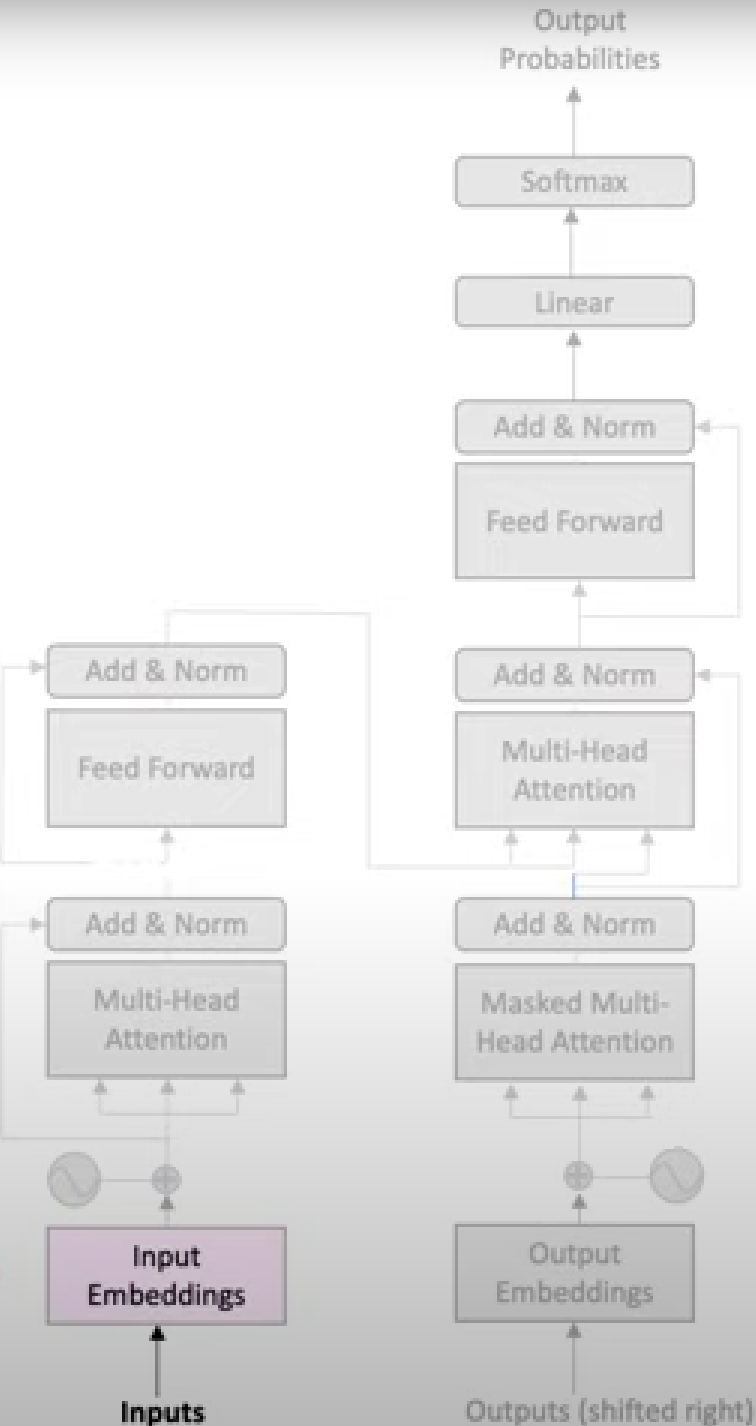 Output
Probabilities
Softmax
Linear
Add & Norm
Feed Forward
Add & Norm
Multi-Head
Attention
Add & Norm
Masked Multi-
Head Attention
Output
Embeddings
Outputs (shifted right)
Add & Norm
Feed Forward
Add & Norm
Multi-Head
Attention
Input
Embeddings
Inputs